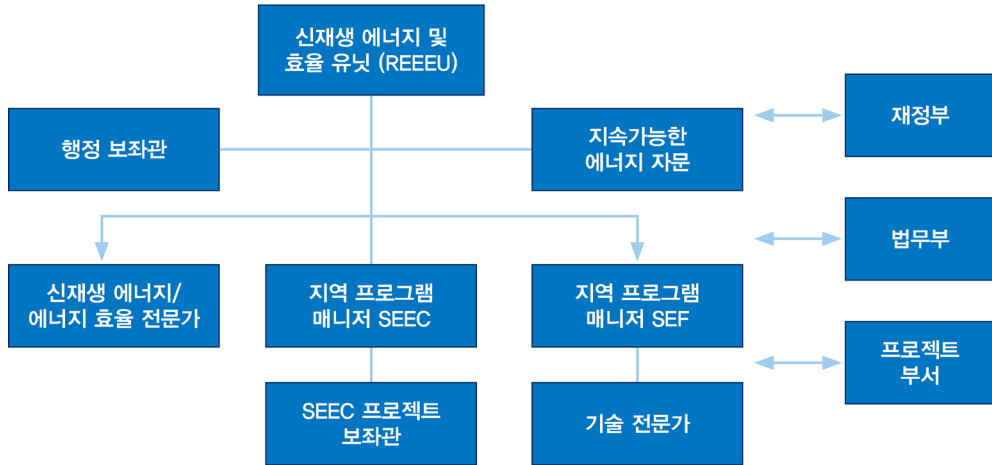 신재생 에너지 및
효율 유닛 (REEEU)
행정 보좌관
지속가능한
에너지 자문
재정부
법무부
신재생 에너지/
에너지 효율 전문가
지역 프로그램
매니저 SEEC
지역 프로그램
매니저 SEF
프로젝트
부서
SEEC 프로젝트
보좌관
기술 전문가